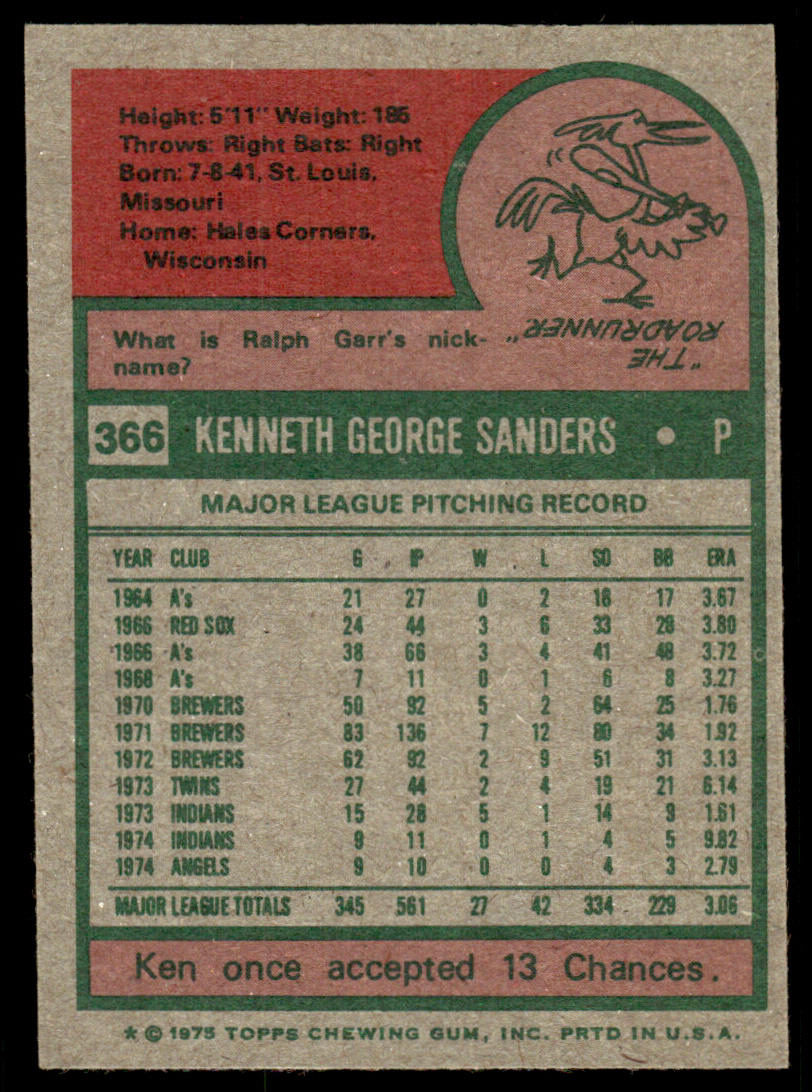 Height: 5'11" Weight: 185
Throws: Right Bats: Right
Born: 7-8-41, St. Louis,
Missouri
Home: Hales Corners,
Wisconsin
What is Ralph Garr's nick-
name?
"THE
ROADRUNNER"
366 KENNETH GEORGE SANDERS • P
MAJOR LEAGUE PITCHING RECORD
YEAR CLUB G IP W L SO BB ERA
1964 A's 21 27 0 2 18 17 3.67
1966 RED SOX 24 44 3 6 33 28 3.80
1966 A's 38 66 3 4 41 48 3.72
1968 A's 7 11 0 1 6 8 3.27
1970 BREWERS 50 92 5 2 64 25 1.76
1971 BREWERS 83 136 7 12 80 34 1.92
1972 BREWERS 62 92 2 9 51 31 3.13
1973 TWINS 27 44 2 4 19 21 6.14
1973 INDIANS 15 28 5 1 14 9 1.61
1974 INDIANS 9 11 0 1 4 5 9.82
1974 ANGELS 9 10 0 0 4 3 2.79
MAJOR LEAGUE TOTALS 345 561 27 42 334 229 3.06
Ken once accepted 13 Chances.
* © 1975 TOPPS CHEWING GUM, INC. PRTD IN U.S.A.